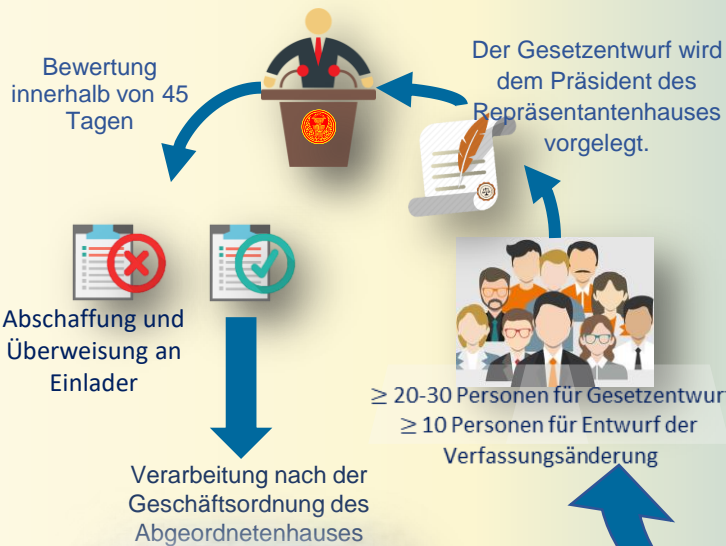 Bewertung
innerhalb von 45
Tagen
Der Gesetzentwurf wird
dem Präsident des
Repräsentantenhauses
vorgelegt.
Abschaffung und
Überweisung an
Einlader
≥ 20-30 Personen für Gesetzentwurf
≥ 10 Personen für Entwurf der
Verfassungsänderung
Verarbeitung nach der
Geschäftsordnung des
Abgeordnetenhauses